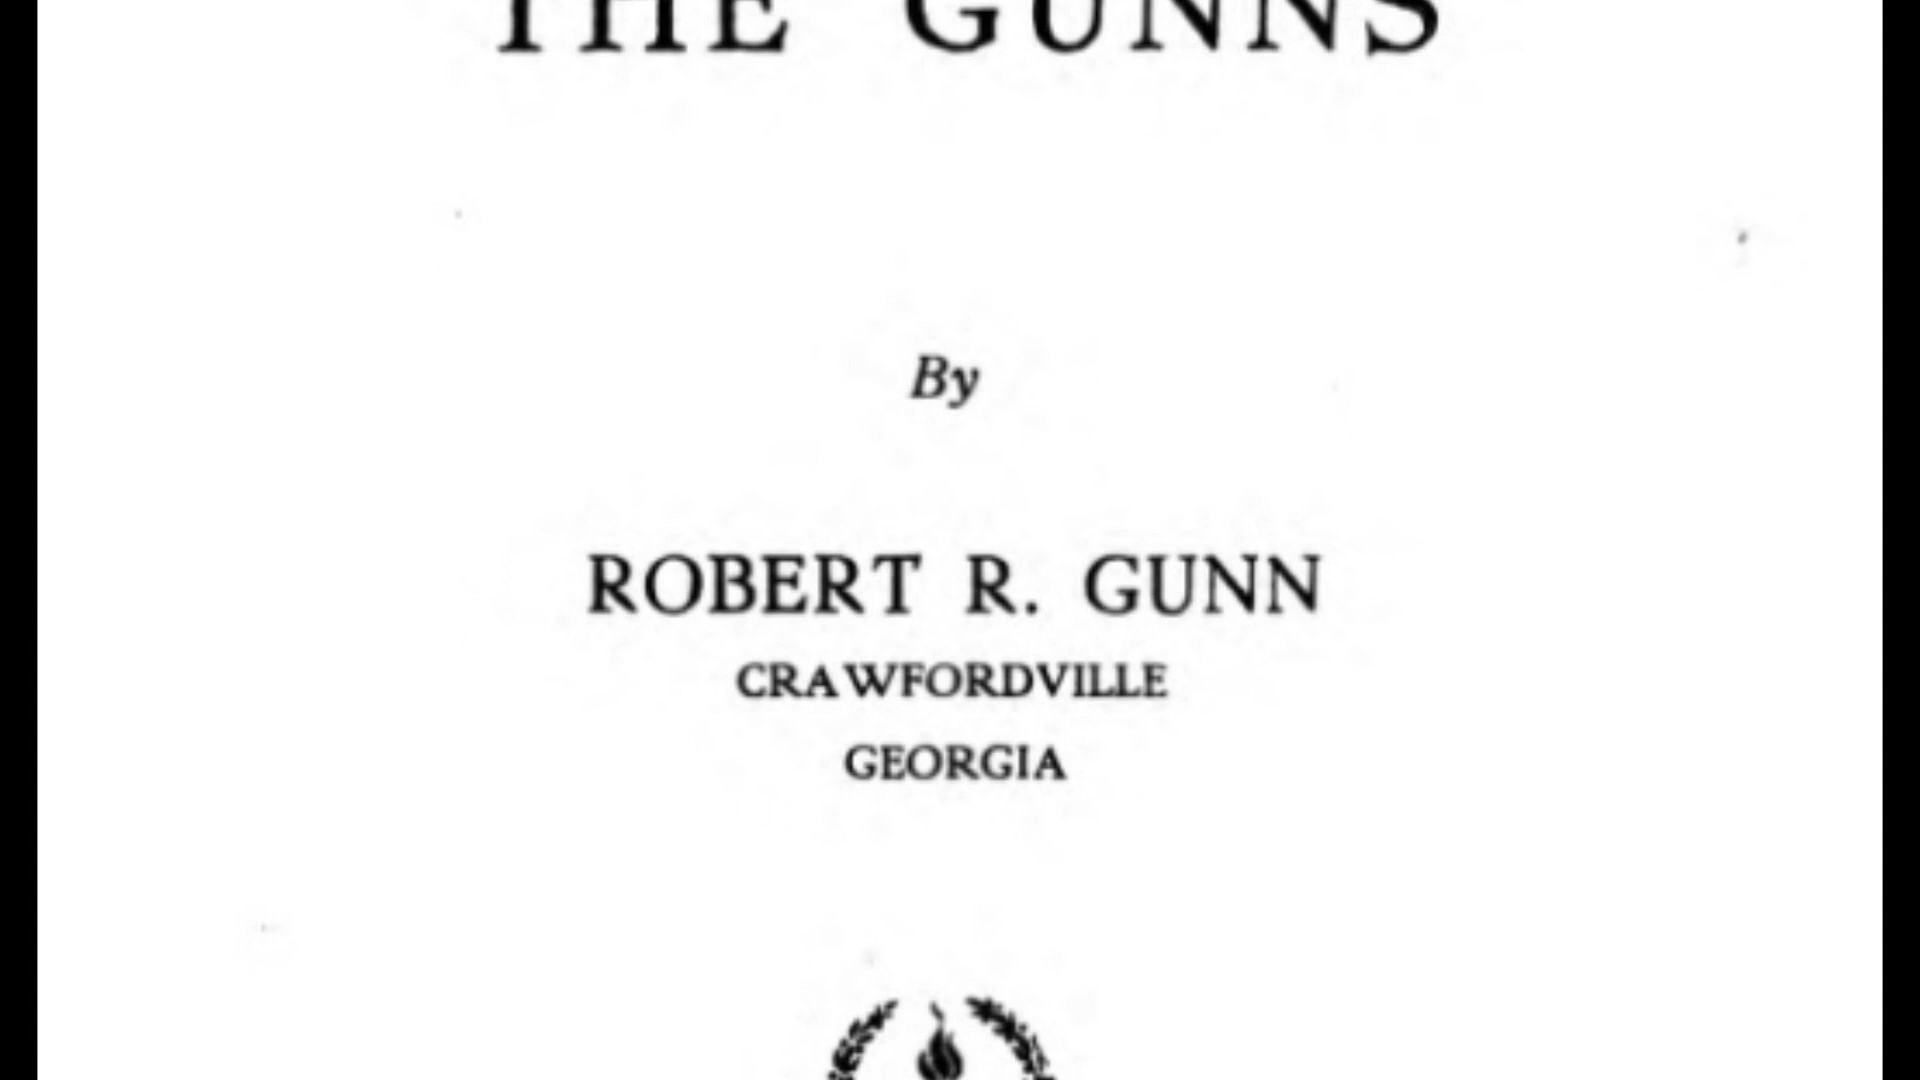 THE GUNNS
By
ROBERT R. GUNN
CRAWFORDVILLE
GEORGIA